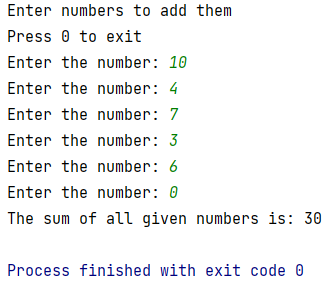 Enter numbers to add them
Press 0 to exit
Enter the number: 10
Enter the number: 4
Enter the number: 7
Enter the number: 3
Enter the number: 6
Enter the number: 0
The sum of all given numbers is: 30
Process finished with exit code 0